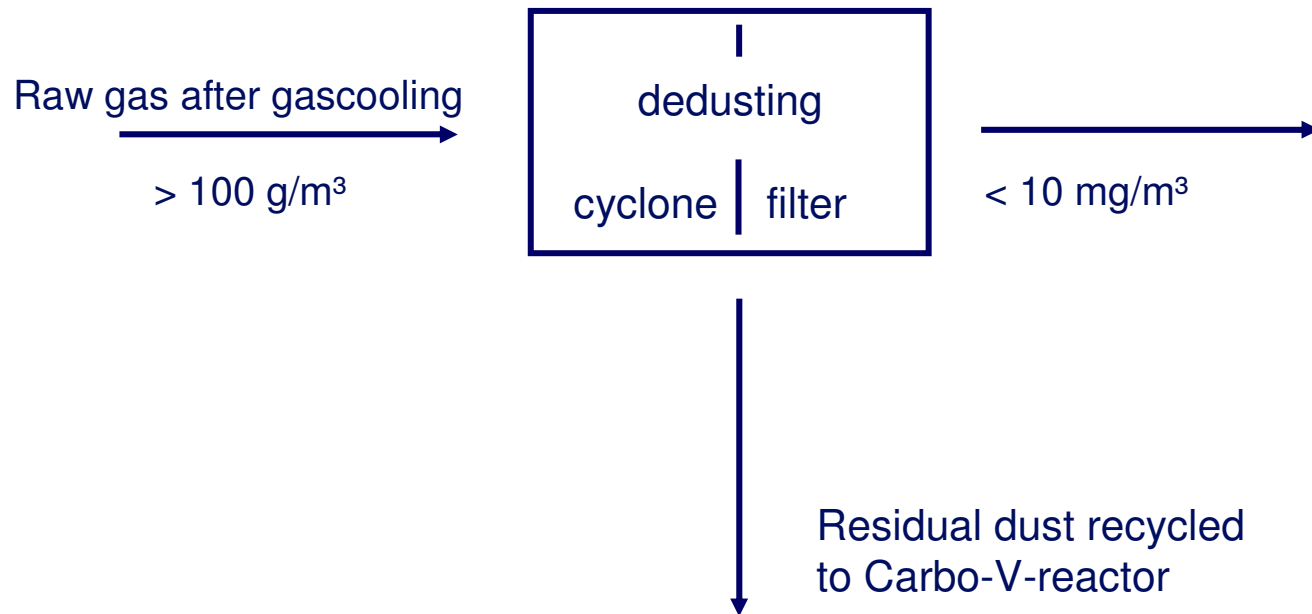 Raw gas after gascooling
> 100 g/m³
dedusting
cyclone | filter
< 10 mg/m³
Residual dust recycled
to Carbo-V-reactor